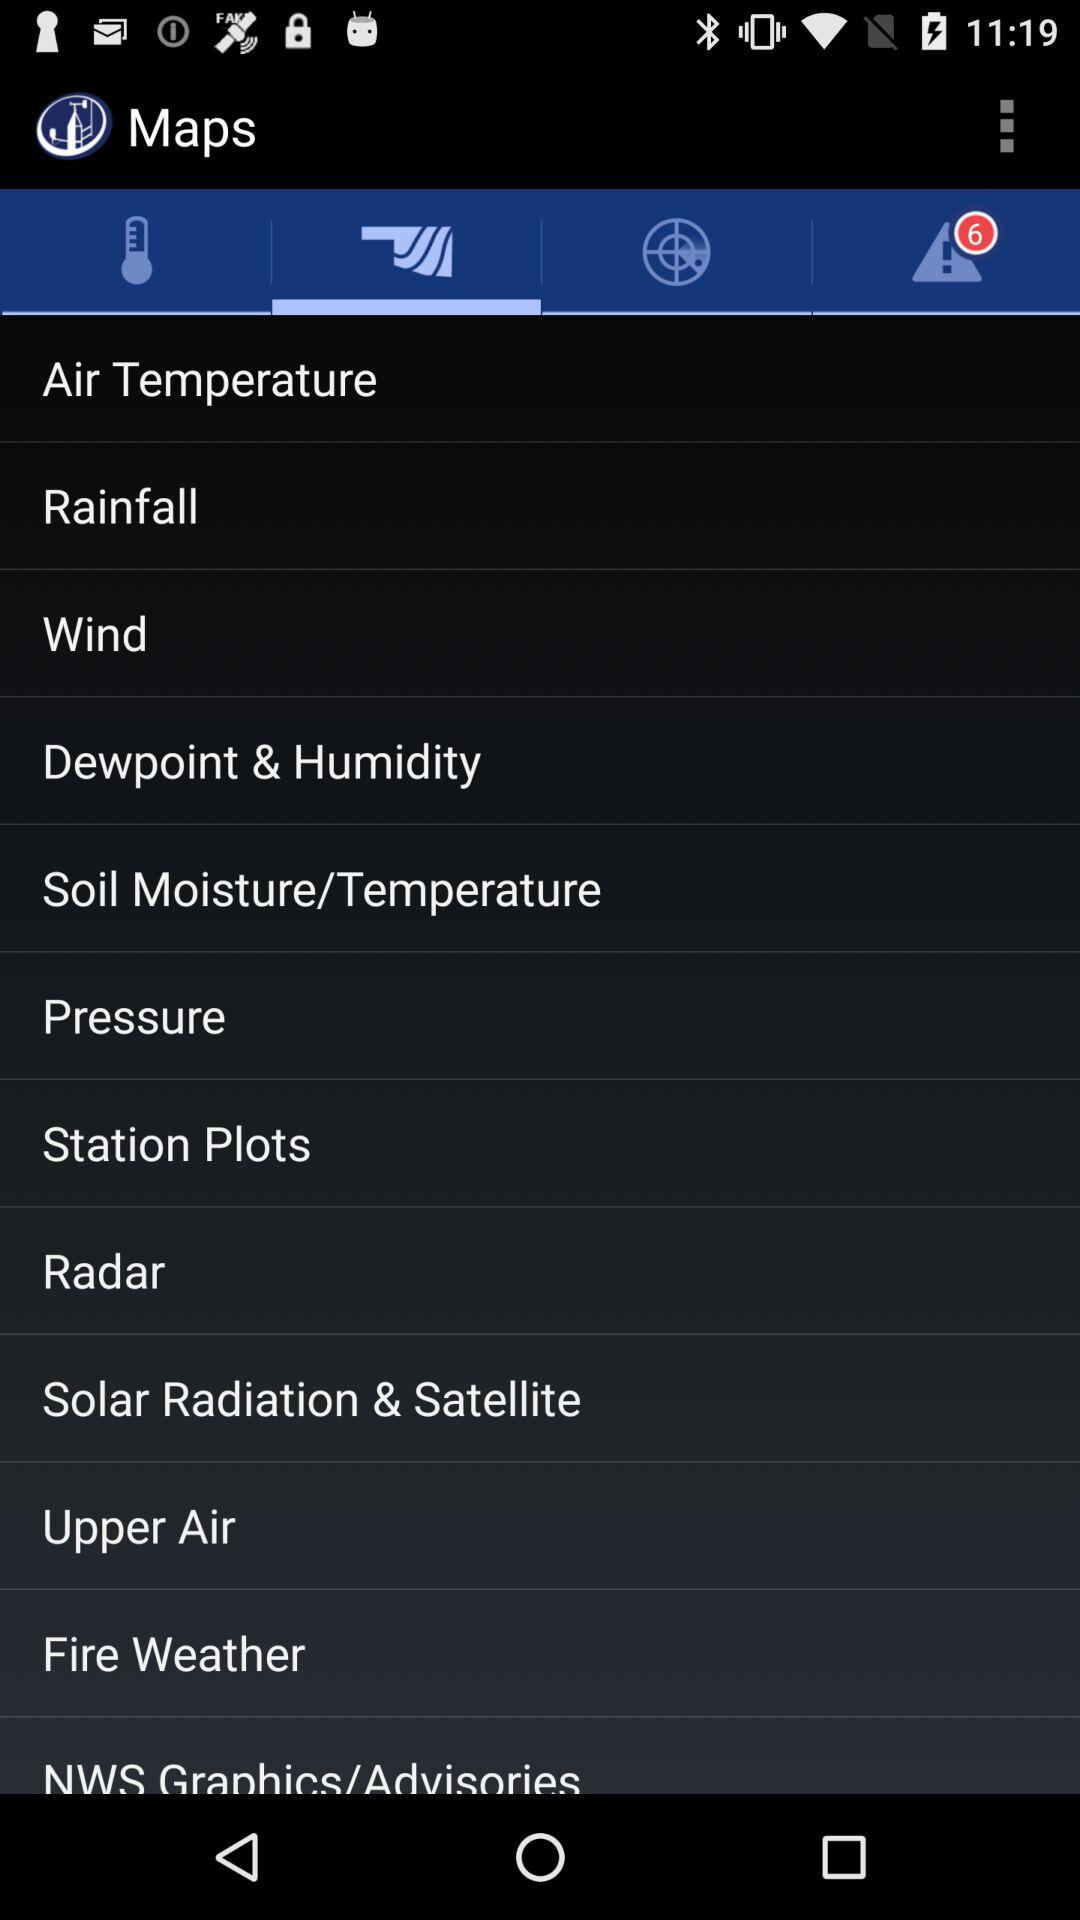 FAKE
11:19
Maps
6
Air Temperature
Rainfall
Wind
Dewpoint & Humidity
Soil Moisture/Temperature
Pressure
Station Plots
Radar
Solar Radiation & Satellite
Upper Air
Fire Weather
NWS Graphics/Advisories